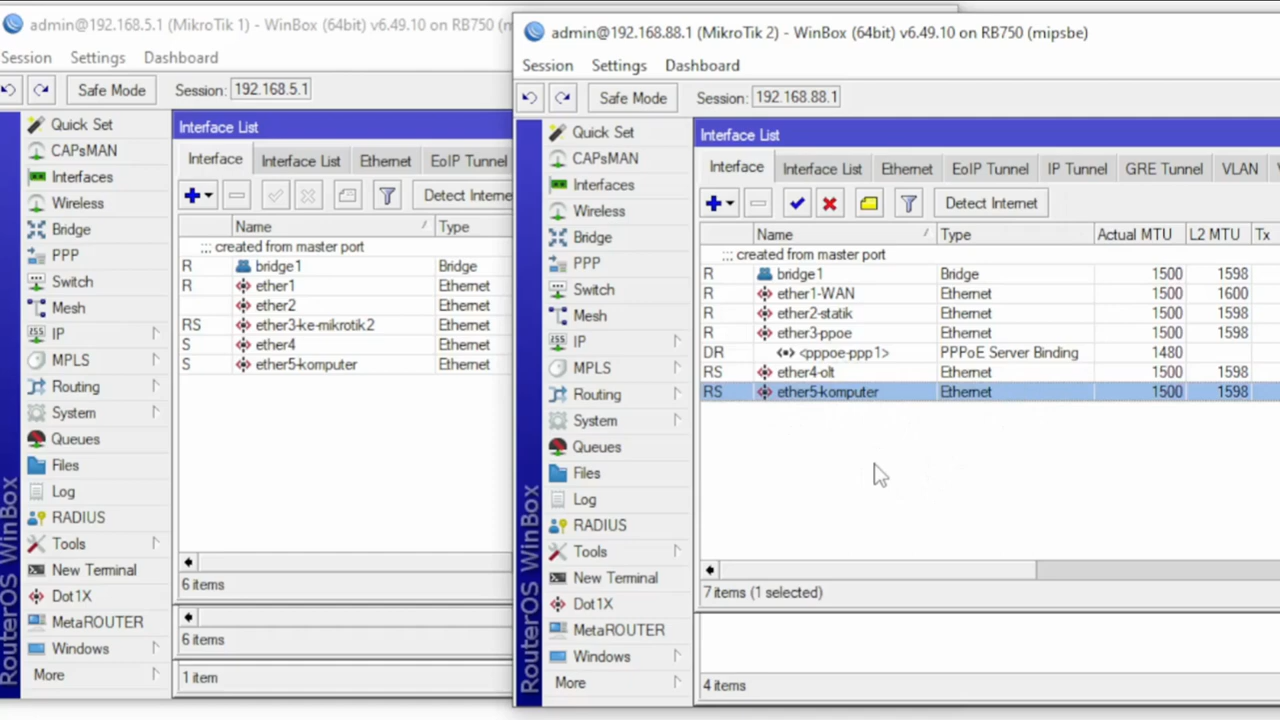 admin@192.168.5.1 (MikroTik 1) - WinBox (64bit) v6.49.10 on RB750 (m
Session Settings Dashboard
Safe Mode Session: 192.168.5.1
Quick Set
CAPsMAN
Interfaces
Wireless
Bridge
PPP
Switch
Mesh
IP
MPLS
Routing
System
Queues
Files
Log
RADIUS
Tools
New Terminal
Dot1X
MetaROUTER
Windows
More
RouterOS WinBox
Interface List
Interface Interface List Ethernet EoIP Tunnel
Detect Interne
Name Type
;;; created from master port
R bridge1 Bridge
R ether1 Ethernet
ether2 Ethernet
RS ether3-ke-mikrotik2 Ethernet
S ether4 Ethernet
S ether5-komputer Ethernet
6 items
6 items
1 item
admin@192.168.88.1 (MikroTik 2) - WinBox (64bit) v6.49.10 on RB750 (mipsbe)
Session Settings Dashboard
Safe Mode Session: 192.168.88.1
Quick Set
CAPsMAN
Interfaces
Wireless
Bridge
PPP
Switch
Mesh
IP
MPLS
Routing
System
Queues
Files
Log
RADIUS
Tools
New Terminal
Dot1X
MetaROUTER
Windows
More
RouterOS WinBox
Interface List
Interface Interface List Ethernet EoIP Tunnel IP Tunnel GRE Tunnel VLAN
Detect Internet
Name Type Actual MTU L2 MTU Tx
;;; created from master port
R bridge1 Bridge 1500 1598
R ether1-WAN Ethernet 1500 1600
R ether2-statik Ethernet 1500 1598
R ether3-ppoe Ethernet 1500 1598
DR <pppoe-ppp1> PPPoE Server Binding 1480
RS ether4-olt Ethernet 1500 1598
RS ether5-komputer Ethernet 1500 1598
7 items (1 selected)
4 items